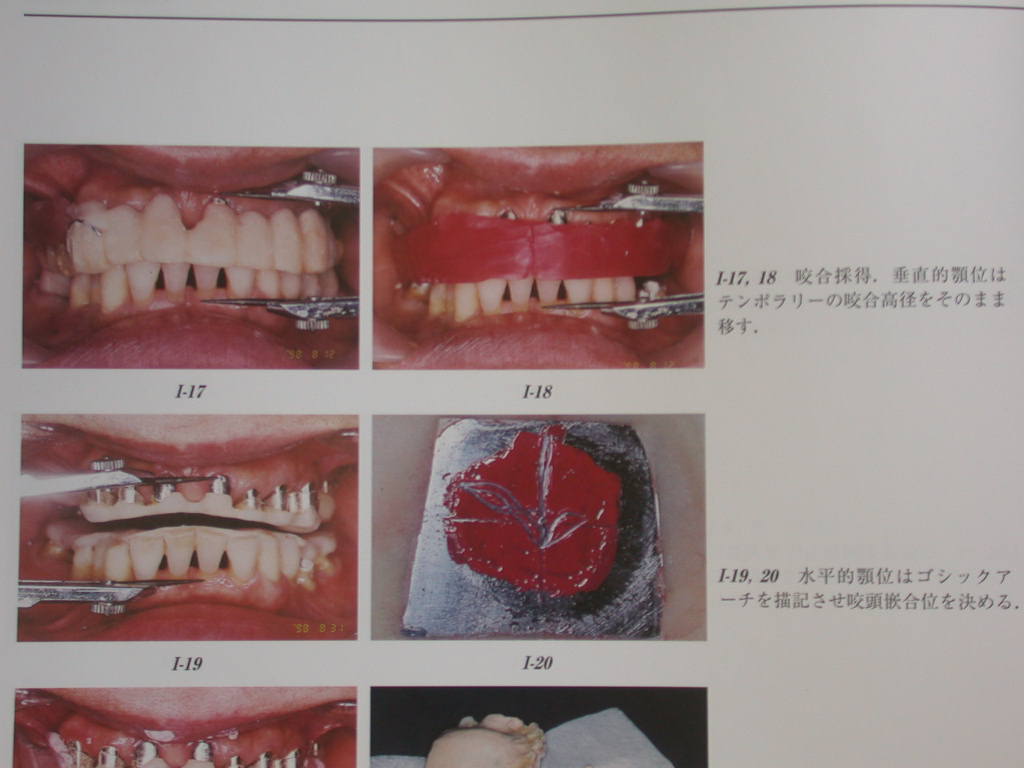 '98 8 12
I-17, 18 咬合採得．垂直的顎位は
テンポラリーの咬合高径をそのまま
移す．
I-17
I-18
'98 8 31
I-19, 20 水平的顎位はゴシックア
ーチを描記させ咬頭嵌合位を決める．
I-19
I-20